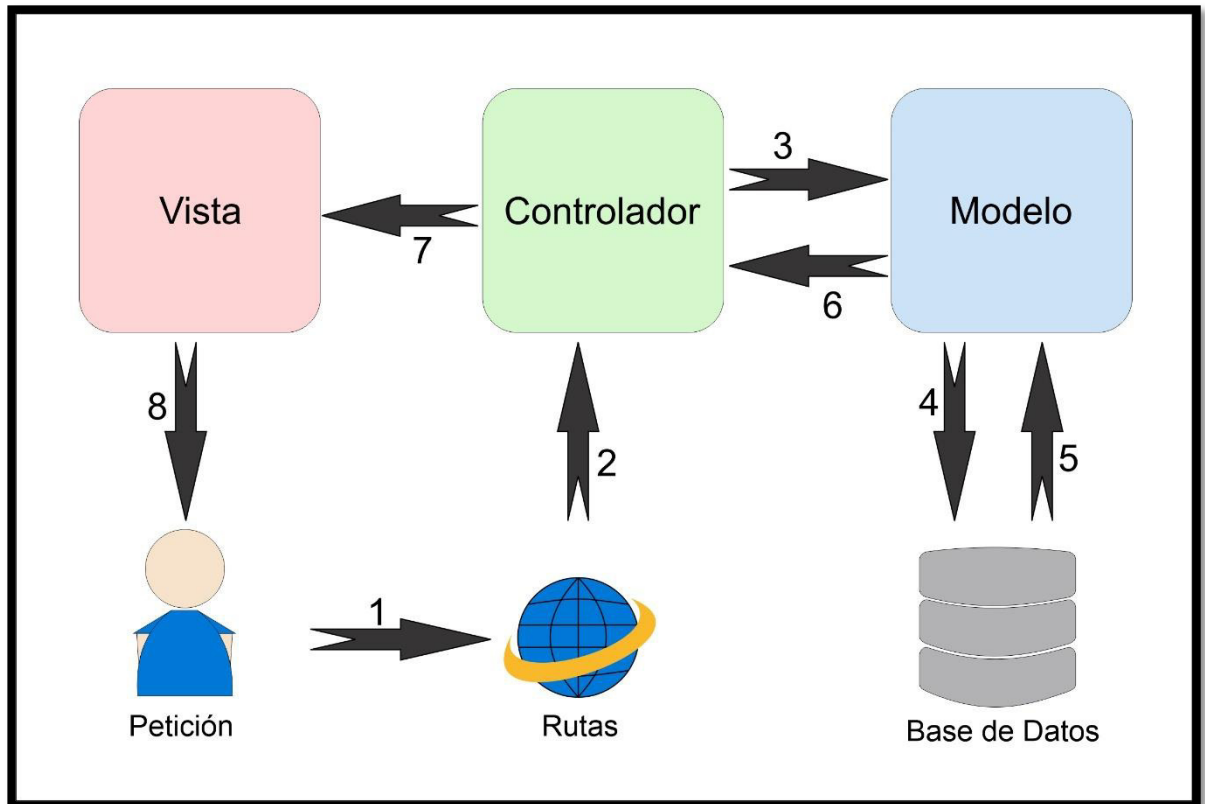 Vista
Controlador
Modelo
3
7
6
8
2
4
5
1
Petición
Rutas
Base de Datos